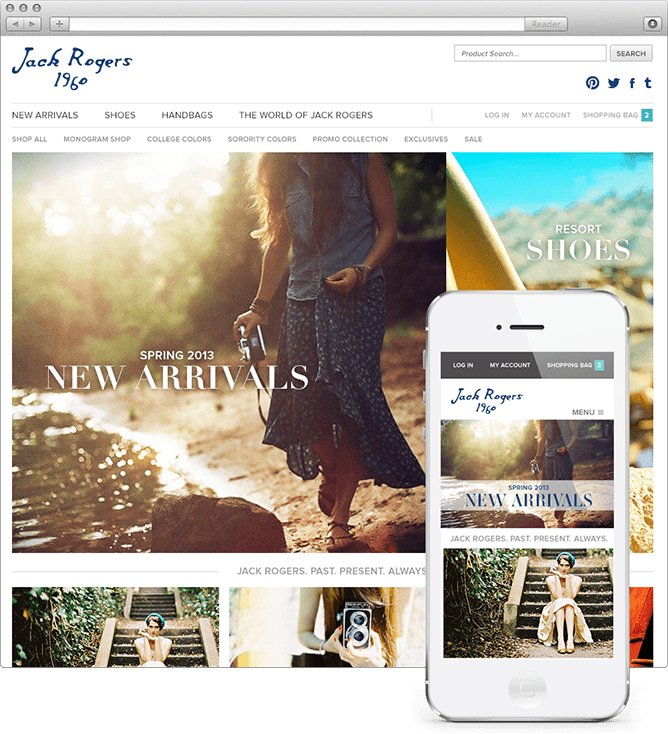 Reader
Jack Rogers
1960
Product Search...
SEARCH
NEW ARRIVALS SHOES HANDBAGS THE WORLD OF JACK ROGERS
LOG IN MY ACCOUNT SHOPPING BAG 2
SHOP ALL MONOGRAM SHOP COLLEGE COLORS SORORITY COLORS PROMO COLLECTION EXCLUSIVES SALE
SPRING 2013
NEW ARRIVALS
RESORT
SHOES
JACK ROGERS. PAST. PRESENT. ALWAYS
LOG IN MY ACCOUNT SHOPPING BAG 2
Jack Rogers
1960
MENU
SPRING 2013
NEW ARRIVALS
JACK ROGERS. PAST. PRESENT. ALWAYS.